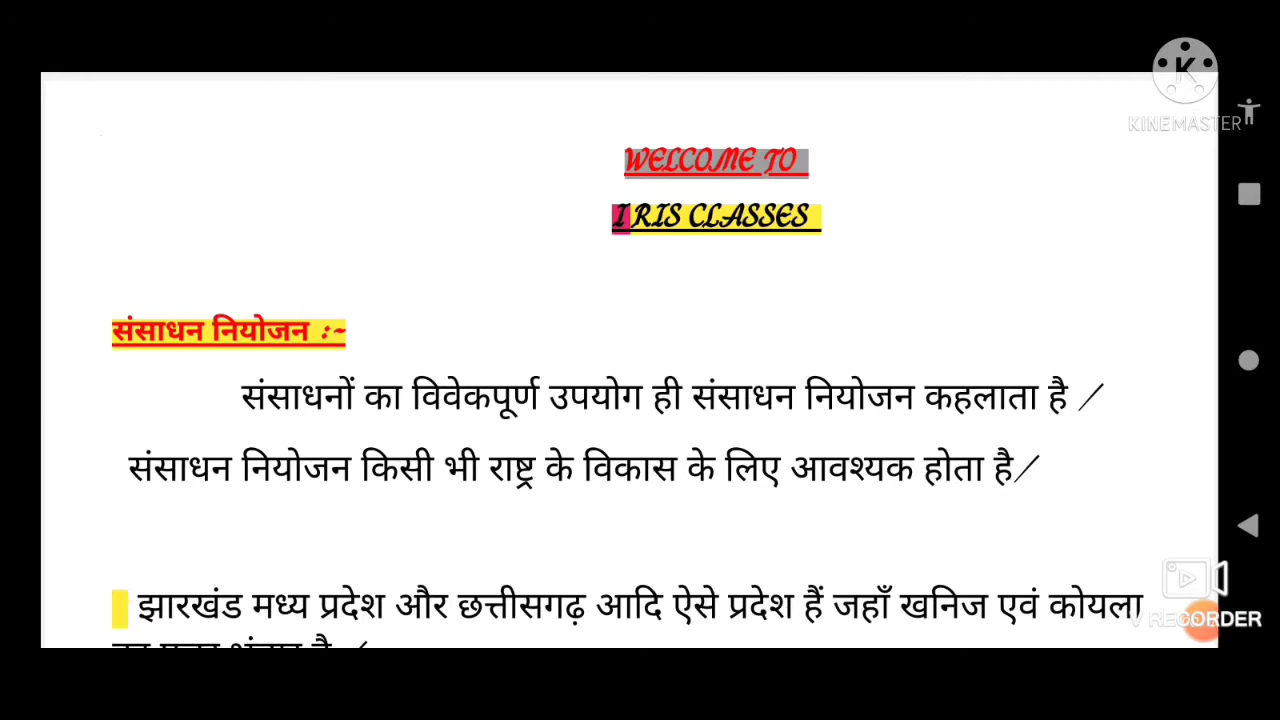 KINEMASTER
WELCOME TO
I RIS CLASSES
संसाधन नियोजन :~
संसाधनों का विवेकपूर्ण उपयोग ही संसाधन नियोजन कहलाता है /
संसाधन नियोजन किसी भी राष्ट्र के विकास के लिए आवश्यक होता है/
झारखंड मध्य प्रदेश और छत्तीसगढ़ आदि ऐसे प्रदेश हैं जहाँ खनिज एवं कोयला
V RECORDER